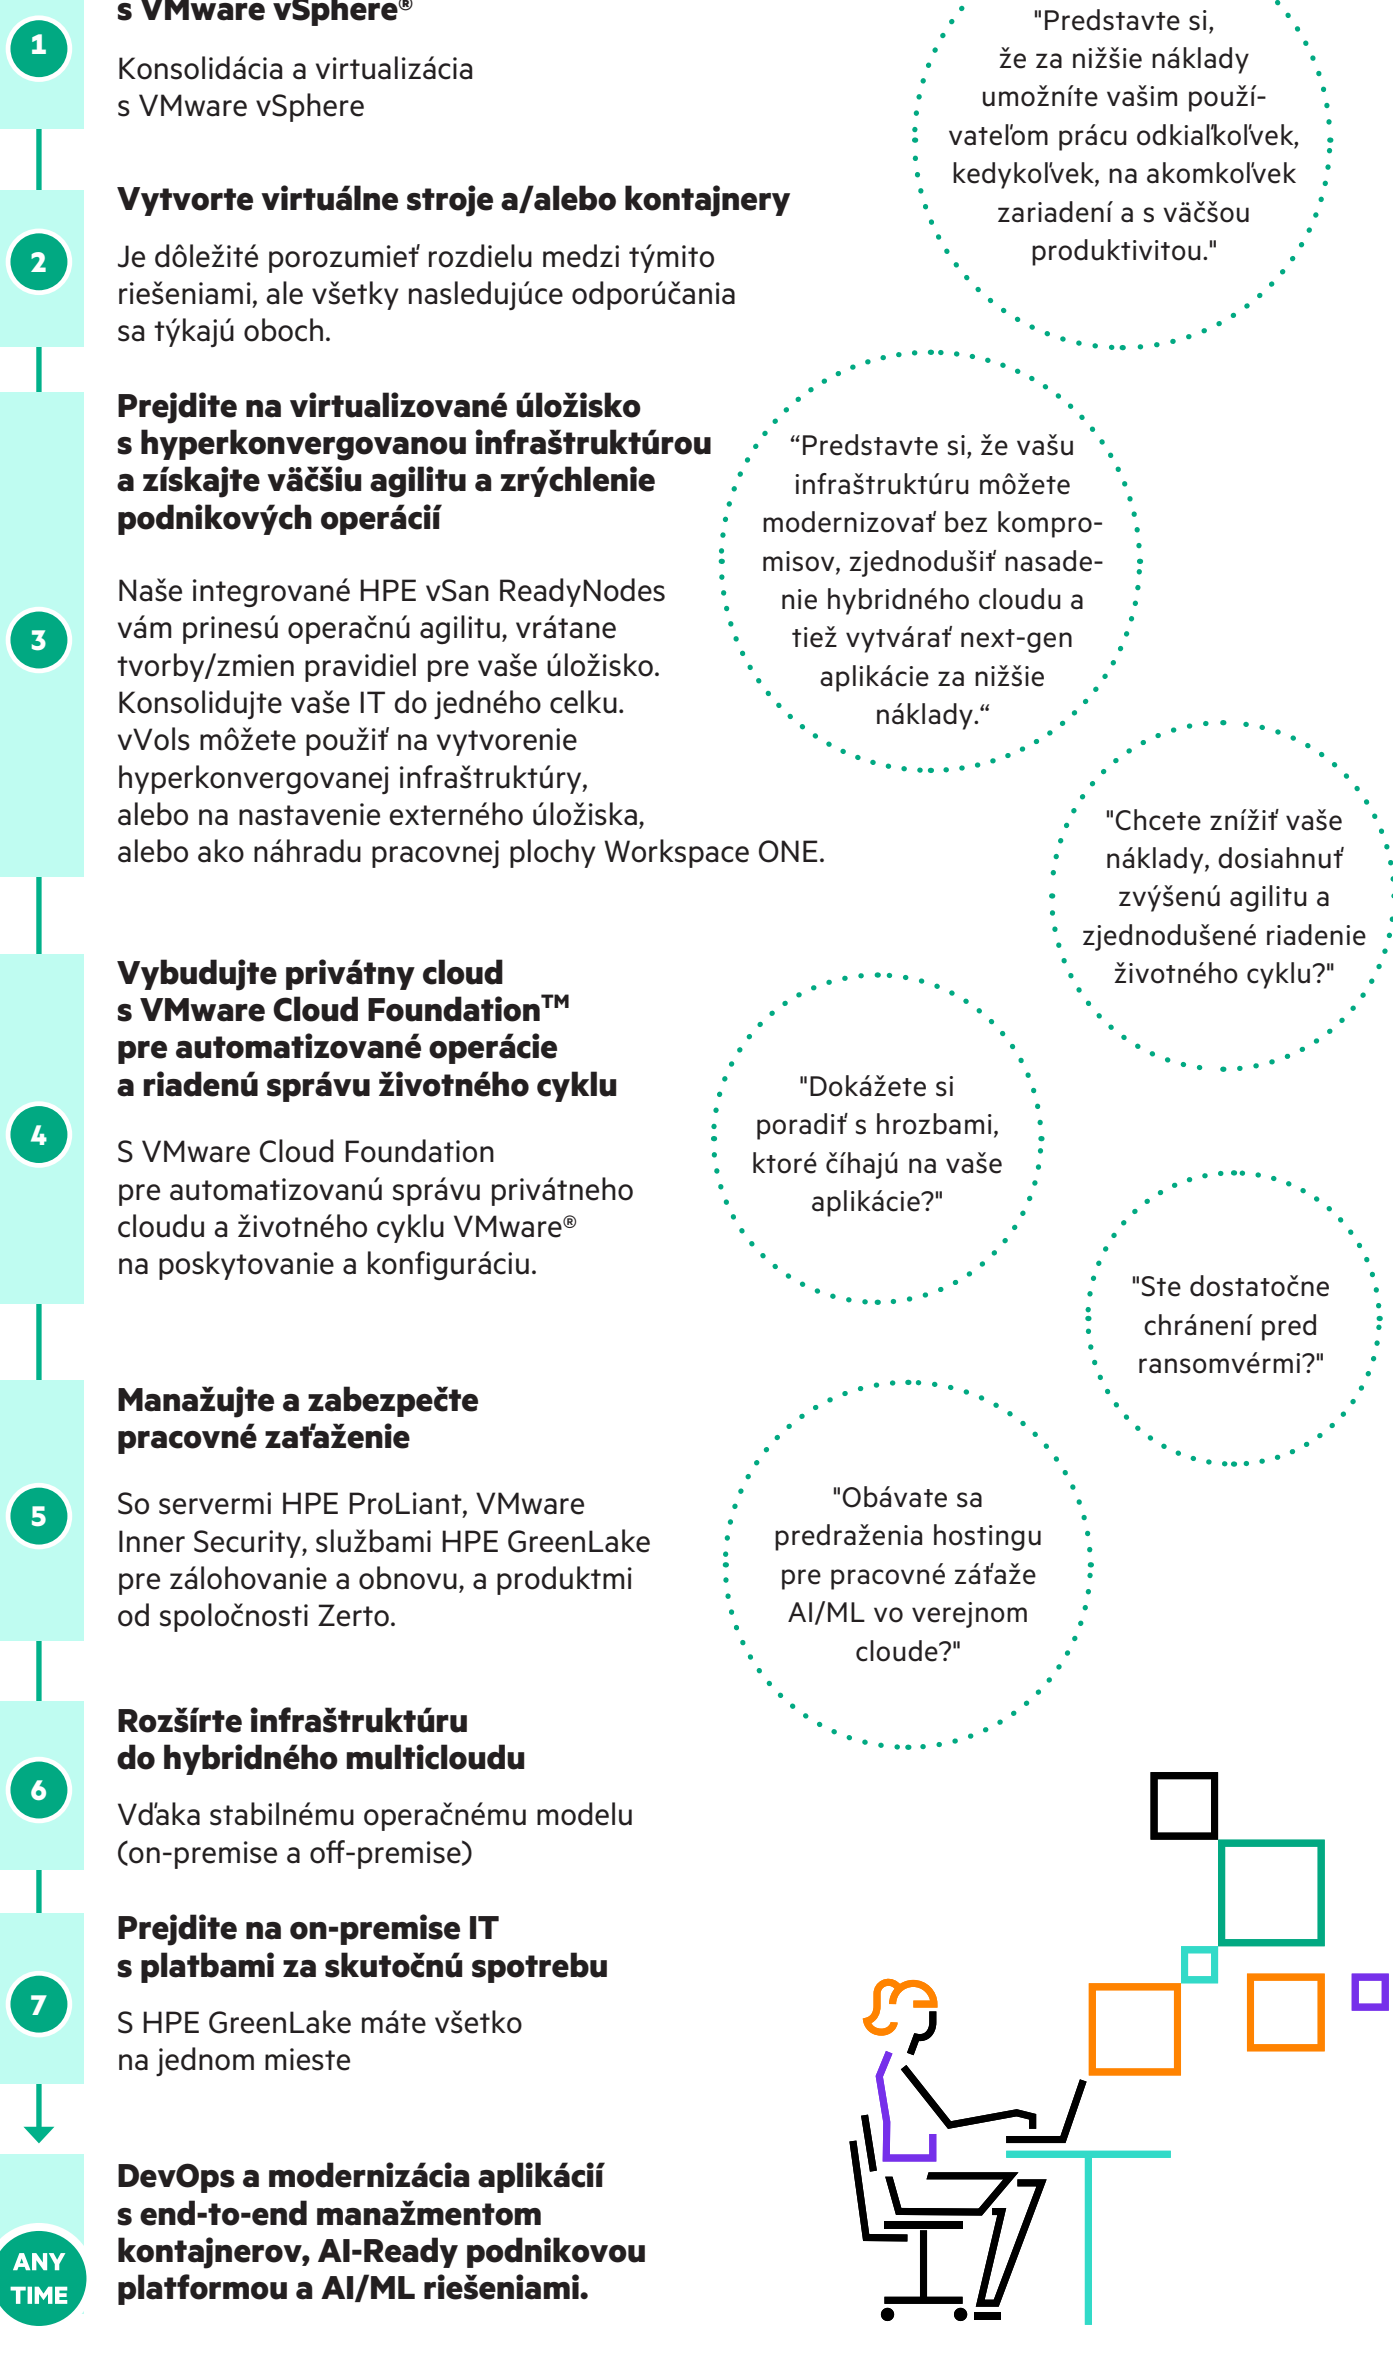 s VMware vSphere®
1
Konsolidácia a virtualizácia
s VMware vSphere
"Predstavte si,
že za nižšie náklady
umožníte vašim použí-
vateľom prácu odkiaľkoľvek,
kedykoľvek, na akomkoľvek
zariadení a s väčšou
produktivitou."
Vytvorte virtuálne stroje a/alebo kontajnery
2
Je dôležité porozumieť rozdielu medzi týmito
riešeniami, ale všetky nasledujúce odporúčania
sa týkajú oboch.
Prejdite na virtualizované úložisko
s hyperkonvergovanou infraštruktúrou
a získajte väčšiu agilitu a zrýchlenie
podnikových operácií
“Predstavte si, že vašu
infraštruktúru môžete
modernizovať bez kompro-
misov, zjednodušiť nasade-
nie hybridného cloudu a
tiež vytvárať next-gen
aplikácie za nižšie
náklady.“
3
Naše integrované HPE vSan ReadyNodes
vám prinesú operačnú agilitu, vrátane
tvorby/zmien pravidiel pre vaše úložisko.
Konsolidujte vaše IT do jedného celku.
vVols môžete použiť na vytvorenie
hyperkonvergovanej infraštruktúry,
alebo na nastavenie externého úložiska,
alebo ako náhradu pracovnej plochy Workspace ONE.
"Chcete znížiť vaše
náklady, dosiahnuť
zvýšenú agilitu a
zjednodušené riadenie
životného cyklu?"
Vybudujte privátny cloud
s VMware Cloud Foundation™
pre automatizované operácie
a riadenú správu životného cyklu
4
S VMware Cloud Foundation
pre automatizovanú správu privátneho
cloudu a životného cyklu VMware®
na poskytovanie a konfiguráciu.
"Dokážete si
poradiť s hrozbami,
ktoré číhajú na vaše
aplikácie?"
"Ste dostatočne
chránení pred
ransomvérmi?"
Manažujte a zabezpečte
pracovné zaťaženie
5
So servermi HPE ProLiant, VMware
Inner Security, službami HPE GreenLake
pre zálohovanie a obnovu, a produktmi
od spoločnosti Zerto.
"Obávate sa
predraženia hostingu
pre pracovné záťaže
AI/ML vo verejnom
cloude?"
Rozšírte infraštruktúru
do hybridného multicloudu
6
Vďaka stabilnému operačnému modelu
(on-premise a off-premise)
Prejdite na on-premise IT
s platbami za skutočnú spotrebu
7
S HPE GreenLake máte všetko
na jednom mieste
DevOps a modernizácia aplikácií
s end-to-end manažmentom
kontajnerov, AI-Ready podnikovou
platformou a AI/ML riešeniami.
ANY
TIME